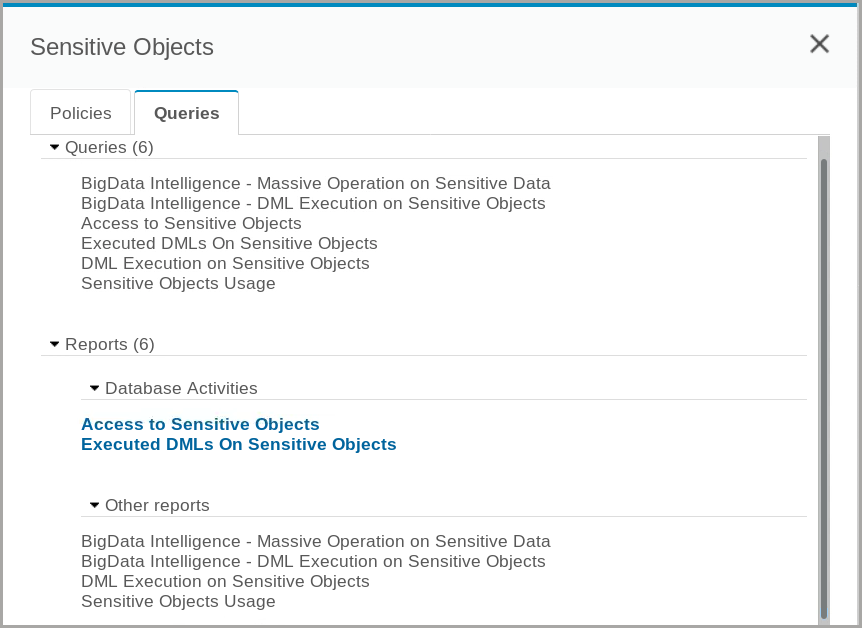 Sensitive Objects
Policies
Queries
Queries (6)
BigData Intelligence - Massive Operation on Sensitive Data
BigData Intelligence - DML Execution on Sensitive Objects
Access to Sensitive Objects
Executed DMLs On Sensitive Objects
DML Execution on Sensitive Objects
Sensitive Objects Usage
Reports (6)
Database Activities
Access to Sensitive Objects
Executed DMLs On Sensitive Objects
Other reports
BigData Intelligence - Massive Operation on Sensitive Data
BigData Intelligence - DML Execution on Sensitive Objects
DML Execution on Sensitive Objects
Sensitive Objects Usage